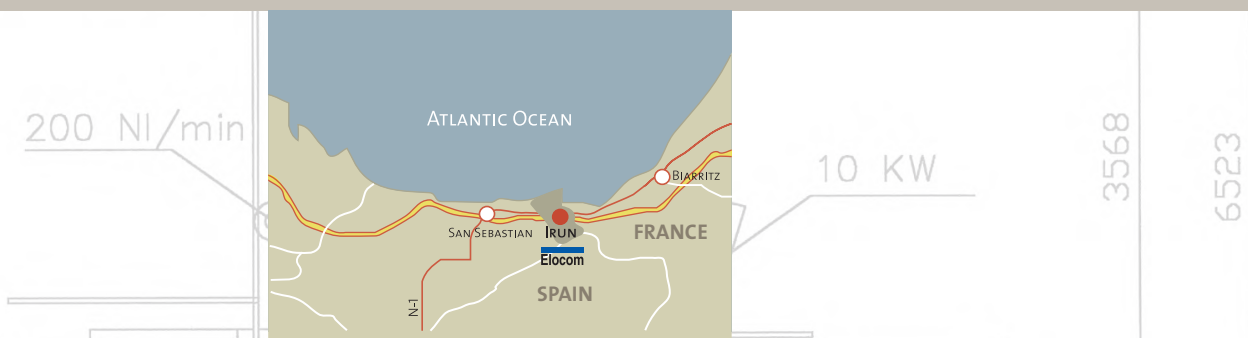 200 Nl/min
ATLANTIC OCEAN
10 KW
3568
6523
BIARRITZ
SAN SEBASTIAN
IRUN
FRANCE
Elocom
SPAIN
N-1